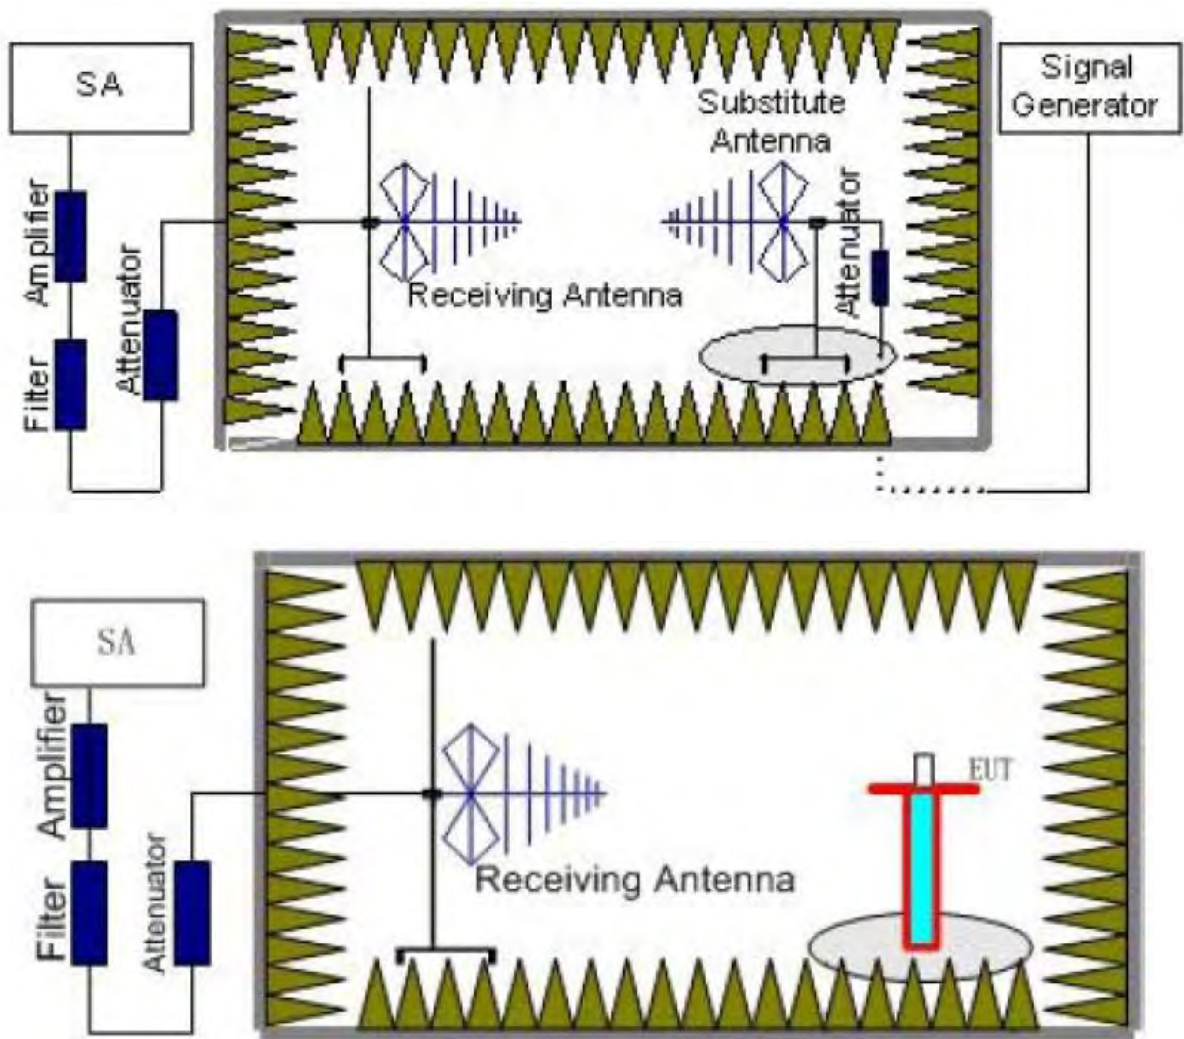 SA
Signal
Generator
Substitute
Antenna
Amplifier
Attenuator
Attenuator
Receiving Antenna
Filter
SA
Amplifier
EUT
Attenuator
Receiving Antenna
Filter